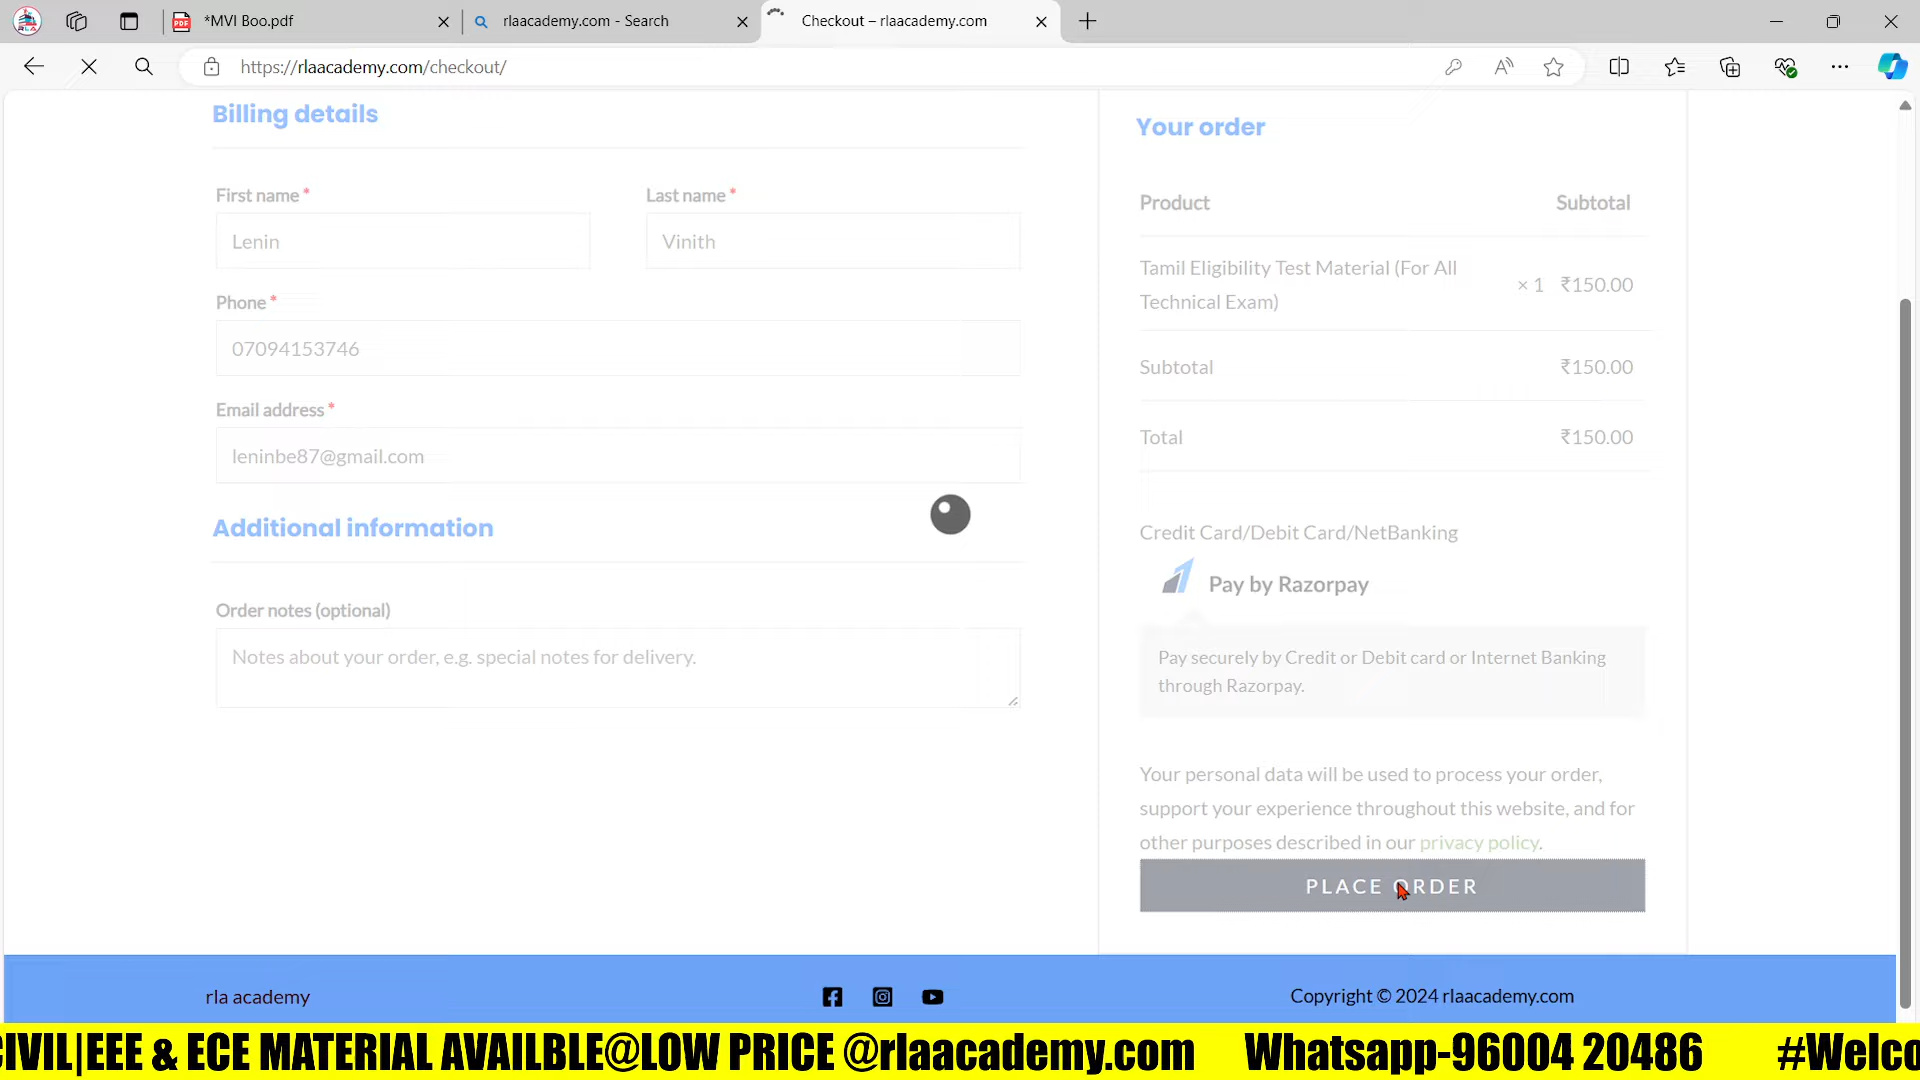 *MVI Boo.pdf
rlaacademy.com - Search
Checkout – rlaacademy.com
https://rlaacademy.com/checkout/
Billing details
First name *
Last name *
Lenin
Vinith
Phone *
07094153746
Email address *
leninbe87@gmail.com
Additional information
Order notes (optional)
Notes about your order, e.g. special notes for delivery.
Your order
Product Subtotal
Tamil Eligibility Test Material (For All
Technical Exam)
× 1 ₹150.00
Subtotal ₹150.00
Total ₹150.00
Credit Card/Debit Card/NetBanking
Pay by Razorpay
Pay securely by Credit or Debit card or Internet Banking
through Razorpay.
Your personal data will be used to process your order,
support your experience throughout this website, and for
other purposes described in our privacy policy.
PLACE ORDER
rla academy
Copyright © 2024 rlaacademy.com
CIVIL|EEE & ECE MATERIAL AVAILBLE@LOW PRICE @rlaacademy.com Whatsapp-96004 20486 #Welco